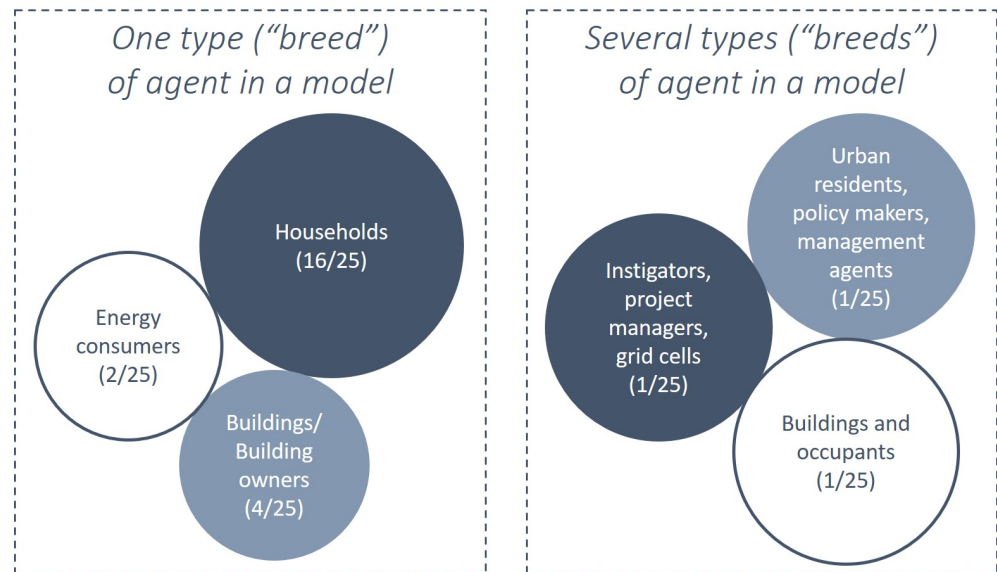 One type (“breed”)
of agent in a model
Households
(16/25)
Energy
consumers
(2/25)
Buildings/
Building
owners
(4/25)
Several types (“breeds”)
of agent in a model
Urban
residents,
policy makers,
management
agents
(1/25)
Instigators,
project
managers,
grid cells
(1/25)
Buildings and
occupants
(1/25)